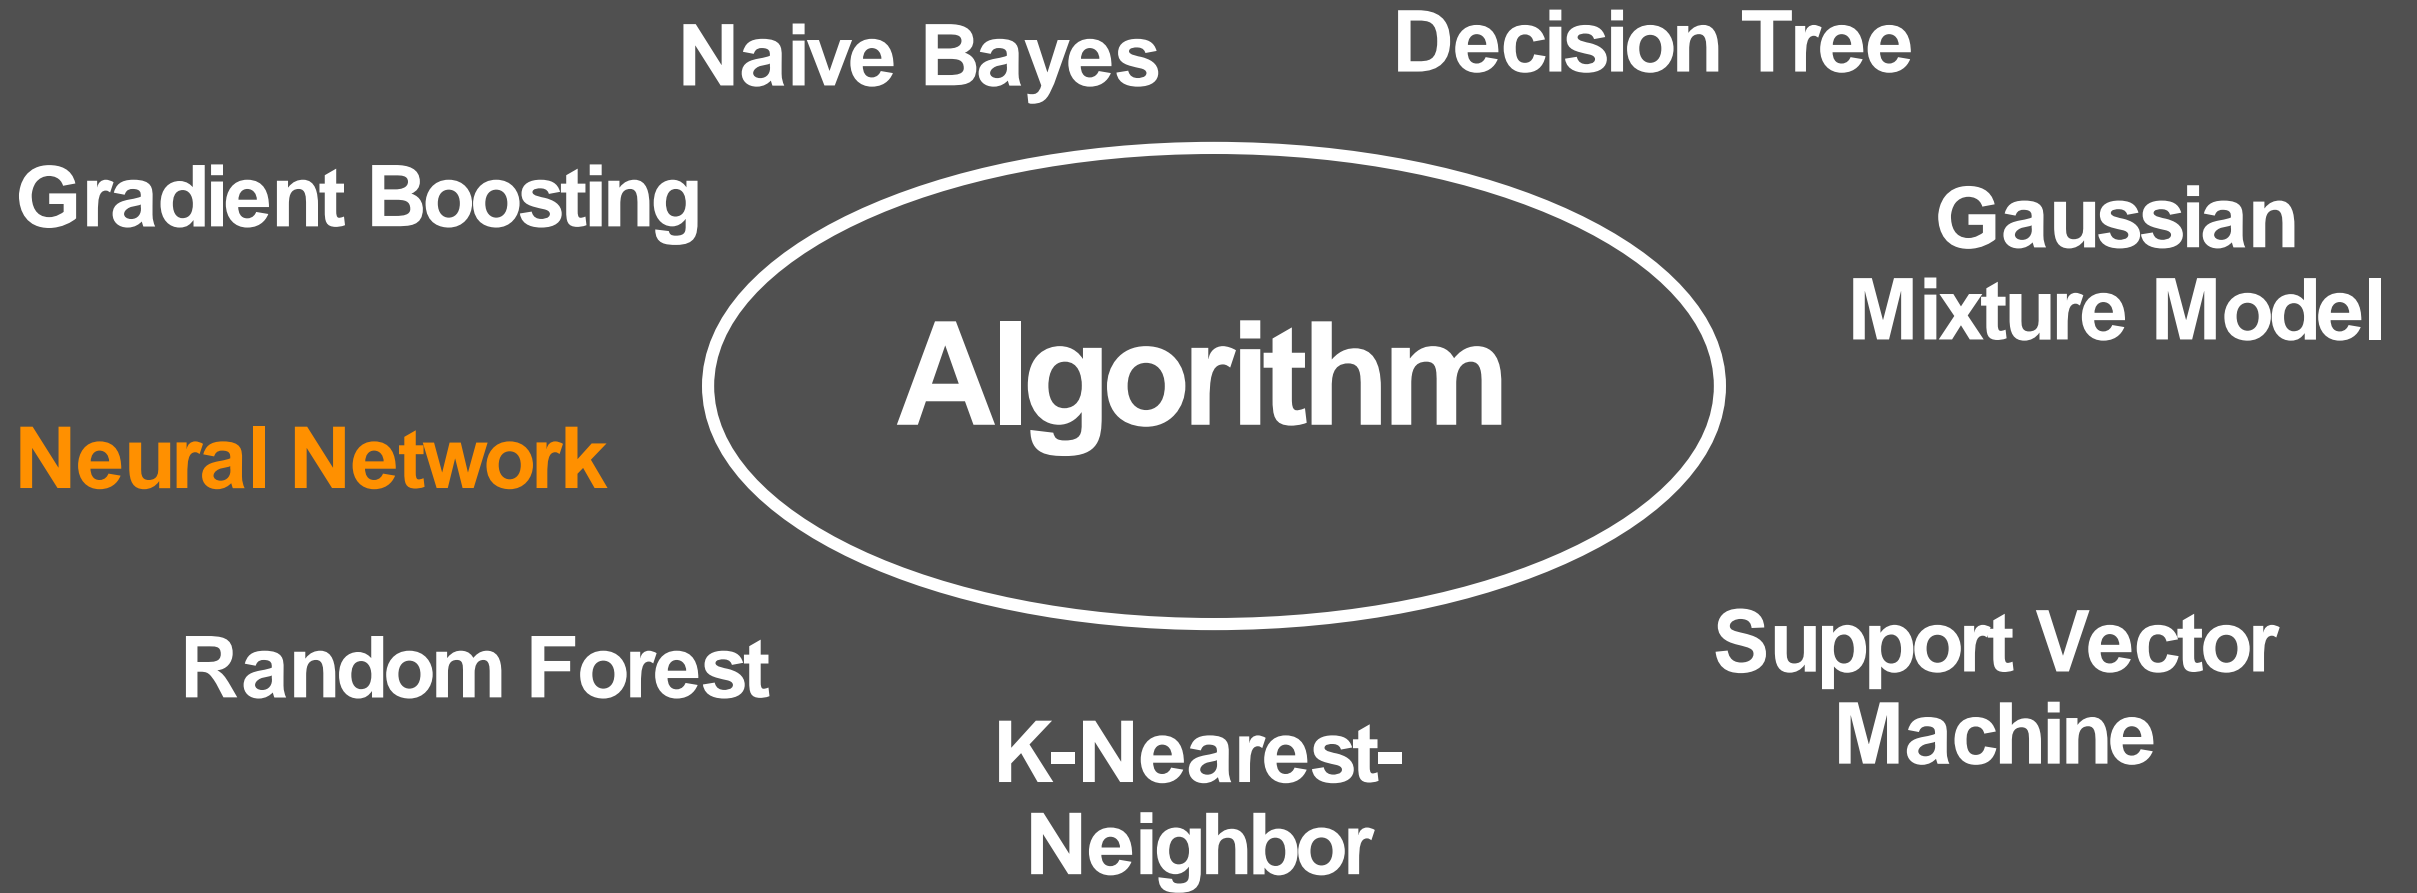 Naive Bayes
Decision Tree
Gradient Boosting
Gaussian
Mixture Model
Algorithm
Neural Network
Random Forest
Support Vector
Machine
K-Nearest-
Neighbor